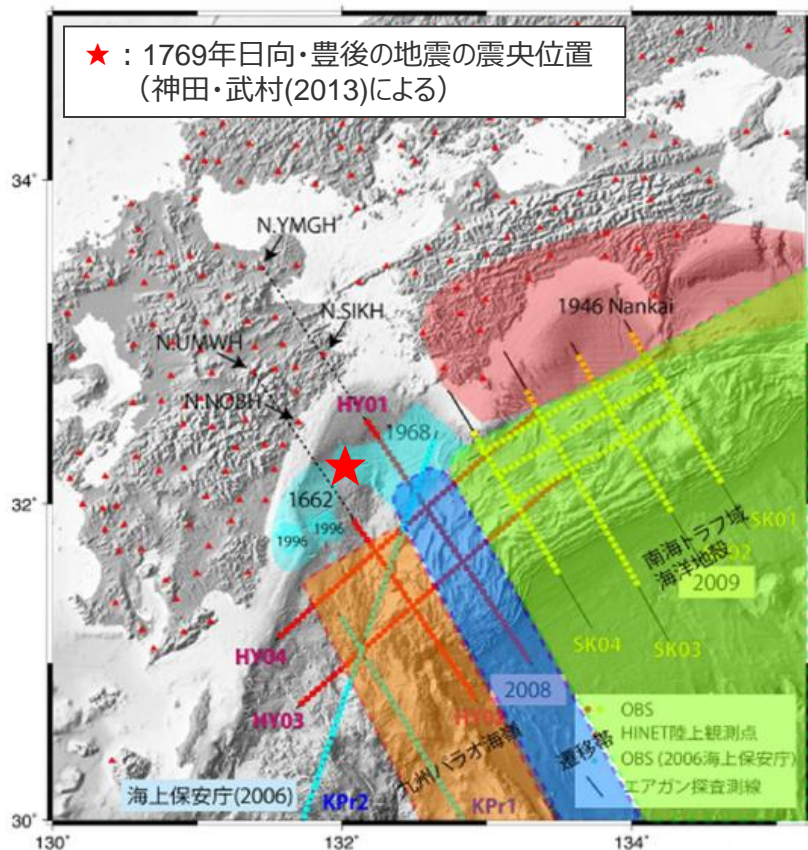 ★：1769年日向・豊後の地震の震央位置
（神田・武村(2013)による）
34°
N.YMGH
N.SIKH
1946 Nankai
N.UMWH
N.NOBH
HY01
1968
32°
1662
1996
1996
SK01
南海トラフ域
海洋地殻
2009
HY04
SK04
SK03
2008
HY03
OBS
HINET陸上観測点
遷移帯
OBS (2006海上保安庁)
エアガン探査測線
九州パラオ海嶺
海上保安庁(2006)
KPr2
KPr1
30°
130°
132°
134°